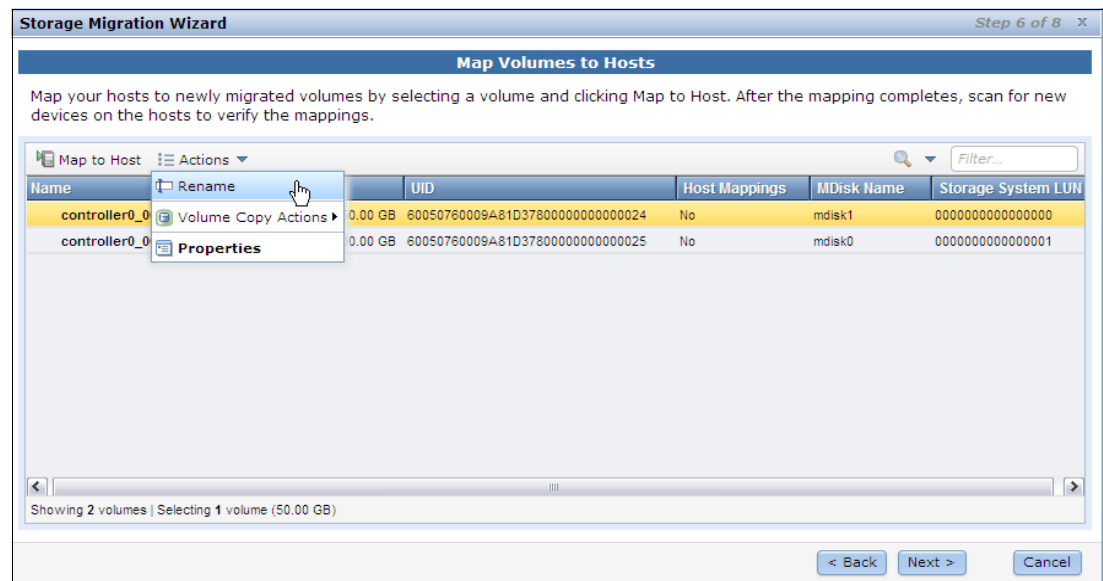 Storage Migration Wizard Step 6 of 8 X
Map Volumes to Hosts
Map your hosts to newly migrated volumes by selecting a volume and clicking Map to Host. After the mapping completes, scan for new
devices on the hosts to verify the mappings.
Map to Host Actions Filter...
Name UID Host Mappings MDisk Name Storage System LUN
Rename
controller0_0 0.00 GB 60050760009A81D37800000000000024 No mdisk1 0000000000000000
Volume Copy Actions
controller0_0 0.00 GB 60050760009A81D37800000000000025 No mdisk0 0000000000000001
Properties
Showing 2 volumes | Selecting 1 volume (50.00 GB)
< Back Next > Cancel